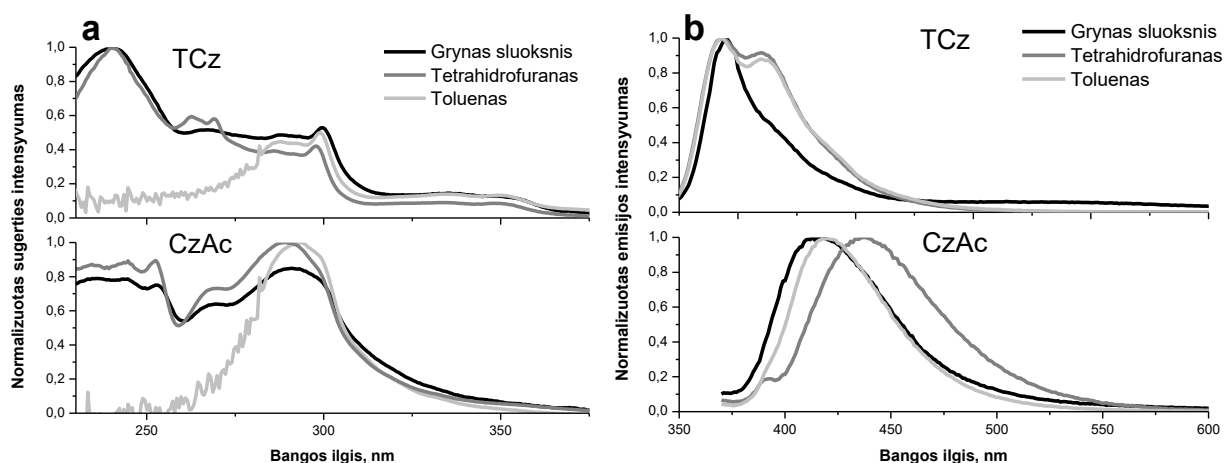 a
TCz
Grynas sluoksnis
Tetrahidrofuranas
Toluenas
1,0
0,8
0,6
0,4
0,2
0,0
CzAc
1,0
0,8
0,6
0,4
0,2
0,0
250
300
350
Normalizuotas sugerties intensyvumas
Bangos ilgis, nm
b
TCz
Grynas sluoksnis
Tetrahidrofuranas
Toluenas
1,0
0,8
0,6
0,4
0,2
0,0
CzAc
1,0
0,8
0,6
0,4
0,2
0,0
350
400
450
500
550
600
Normalizuotas emisijos intensyvumas
Bangos ilgis, nm